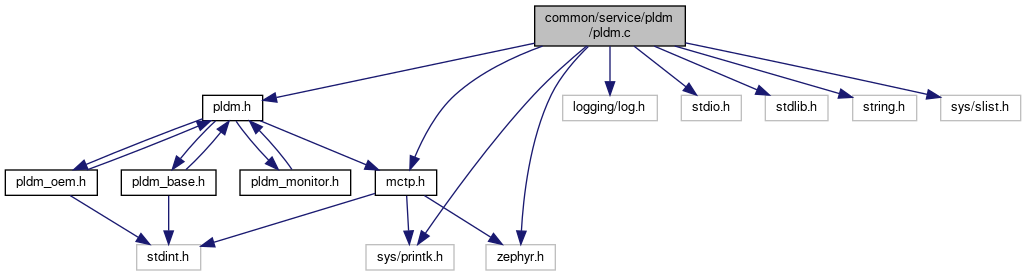 common/service/pldm
/pldm.c
pldm.h
logging/log.h
stdio.h
stdlib.h
string.h
sys/slist.h
pldm_oem.h
pldm_base.h
pldm_monitor.h
mctp.h
stdint.h
sys/printk.h
zephyr.h